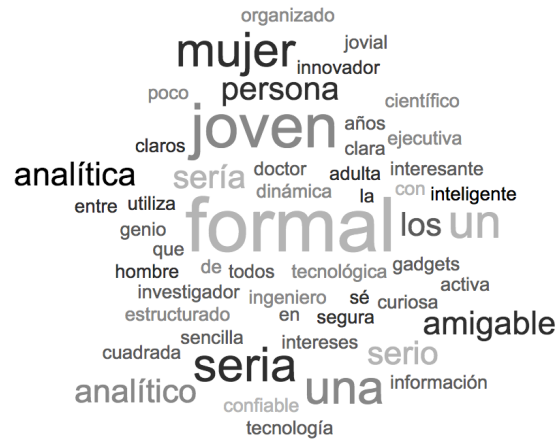 organizado
mujer jovial
innovador
poco persona científico
joven años
claros clara ejecutiva
analítica sería doctor adulta interesante
dinámica la con inteligente
entre utiliza
genio formal los un
que
hombre de todos tecnológica gadgets
investigador ingeniero sé curiosa activa
estructurado en segura amigable
sencilla intereses
cuadrada seria serio
analítico una información
confiable
tecnología